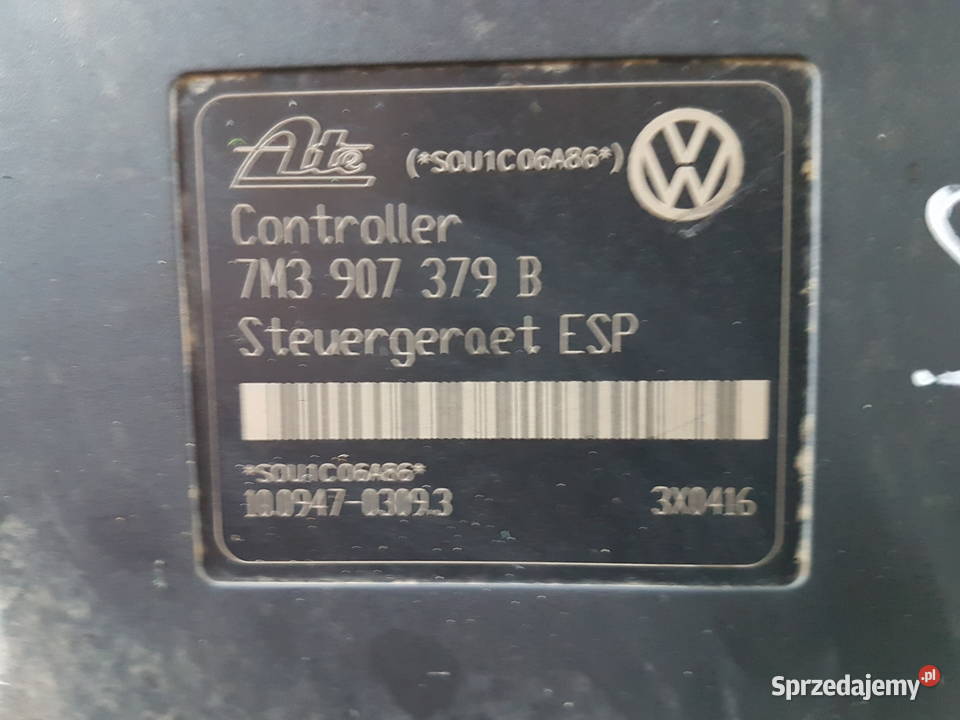 Ate (*S0U1C06A86*)
Controller
7M3 907 379 B
Steuergeraet ESP
*S0U1C06A86*
10.0947-0309.3 3X0416
Sprzedajemy.pl